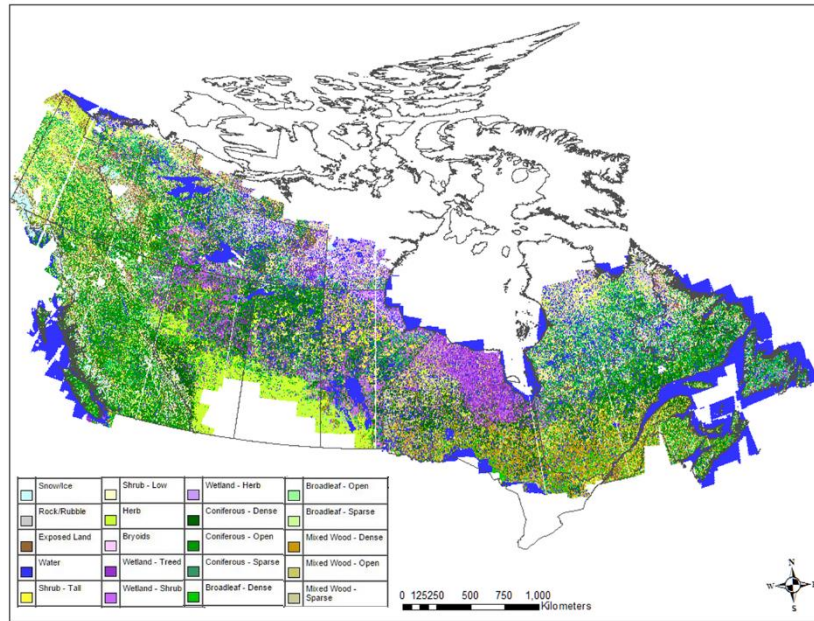 Snow/Ice
Rock/Rubble
Exposed Land
Water
Shrub - Tall
Shrub - Low
Herb
Bryoids
Wetland - Treed
Wetland - Shrub
Wetland - Herb
Coniferous - Dense
Coniferous - Open
Coniferous - Sparse
Broadleaf - Dense
Broadleaf - Open
Broadleaf - Sparse
Mixed Wood - Dense
Mixed Wood - Open
Mixed Wood -
Sparse
0 125250 500 750 1,000
Kilometers
N
W E
S